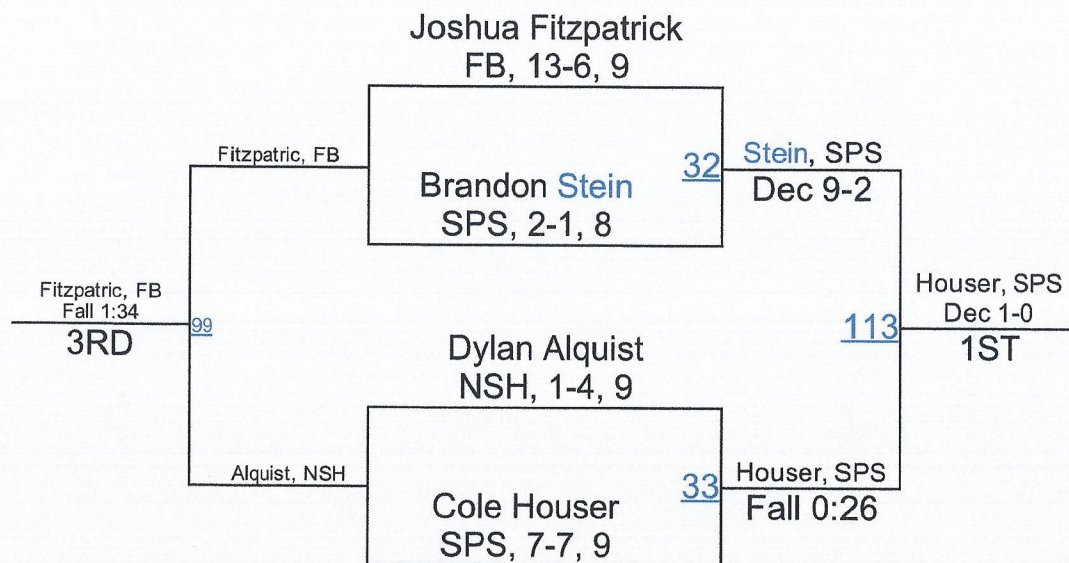 Joshua Fitzpatrick
FB, 13-6, 9
Fitzpatric, FB
32
Stein, SPS
Dec 9-2
Brandon Stein
SPS, 2-1, 8
Fitzpatric, FB
Fall 1:34
3RD
99
113
Houser, SPS
Dec 1-0
1ST
Dylan Alquist
NSH, 1-4, 9
Alquist, NSH
33
Houser, SPS
Fall 0:26
Cole Houser
SPS, 7-7, 9